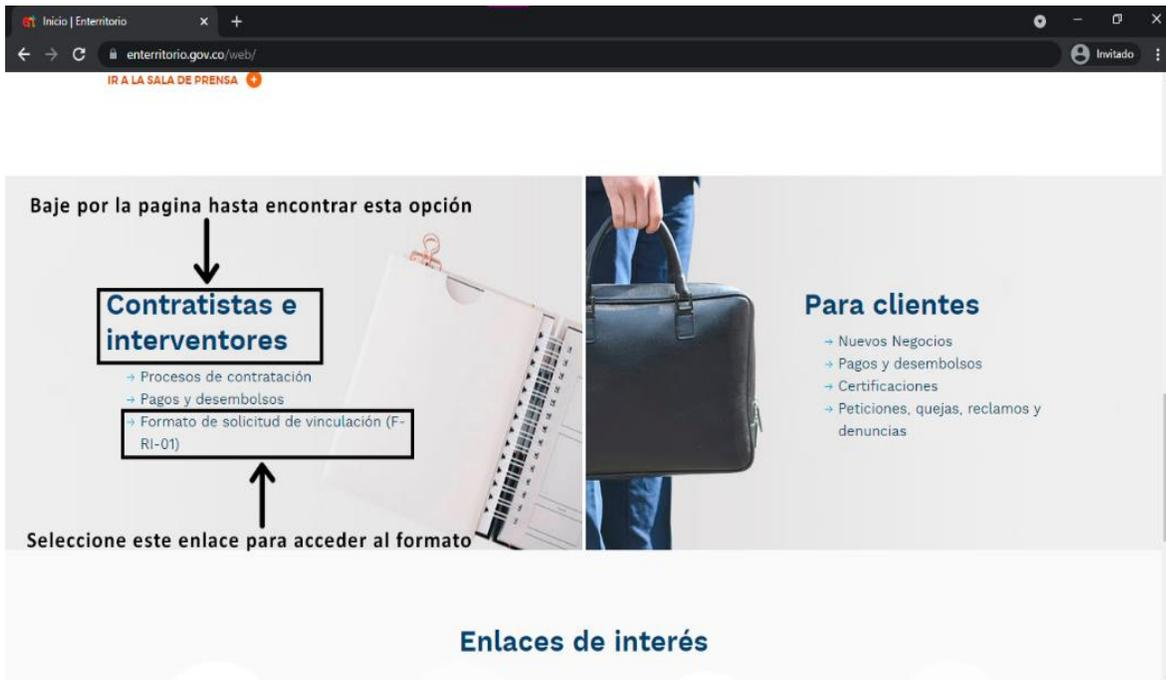 Inicio | Enterritorio
enterritorio.gov.co/web/
Invitado
IR A LA SALA DE PRENSA
Baje por la pagina hasta encontrar esta opción
Contratistas e
interventores
Procesos de contratación
Pagos y desembolsos
Formato de solicitud de vinculación (F-
RI-01)
Seleccione este enlace para acceder al formato
Para clientes
Nuevos Negocios
Pagos y desembolsos
Certificaciones
Peticiones, quejas, reclamos y
denuncias
Enlaces de interés